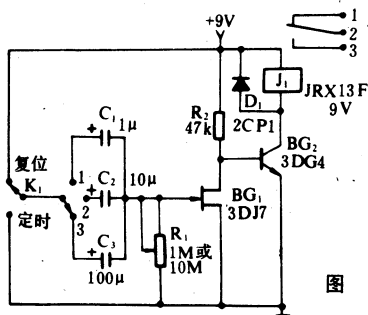 +9V
1
2
3
J₁
JRX13F
9V
D₁
2CP1
R₂
47k
C₁
1μ
复位
K₁
定时
1
2
3
C₂
10μ
C₃
100μ
BG₂
3DG4
BG₁
3DJ7
R₁
1M或
10M
图